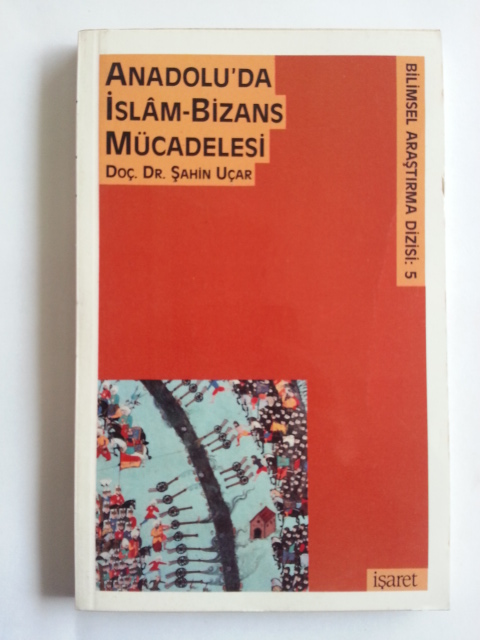 ANADOLU'DA
İSLÂM-BİZANS
MÜCADELESİ
DOÇ. DR. ŞAHİN UÇAR
BİLİMSEL ARAŞTIRMA DİZİSİ: 5
işaret